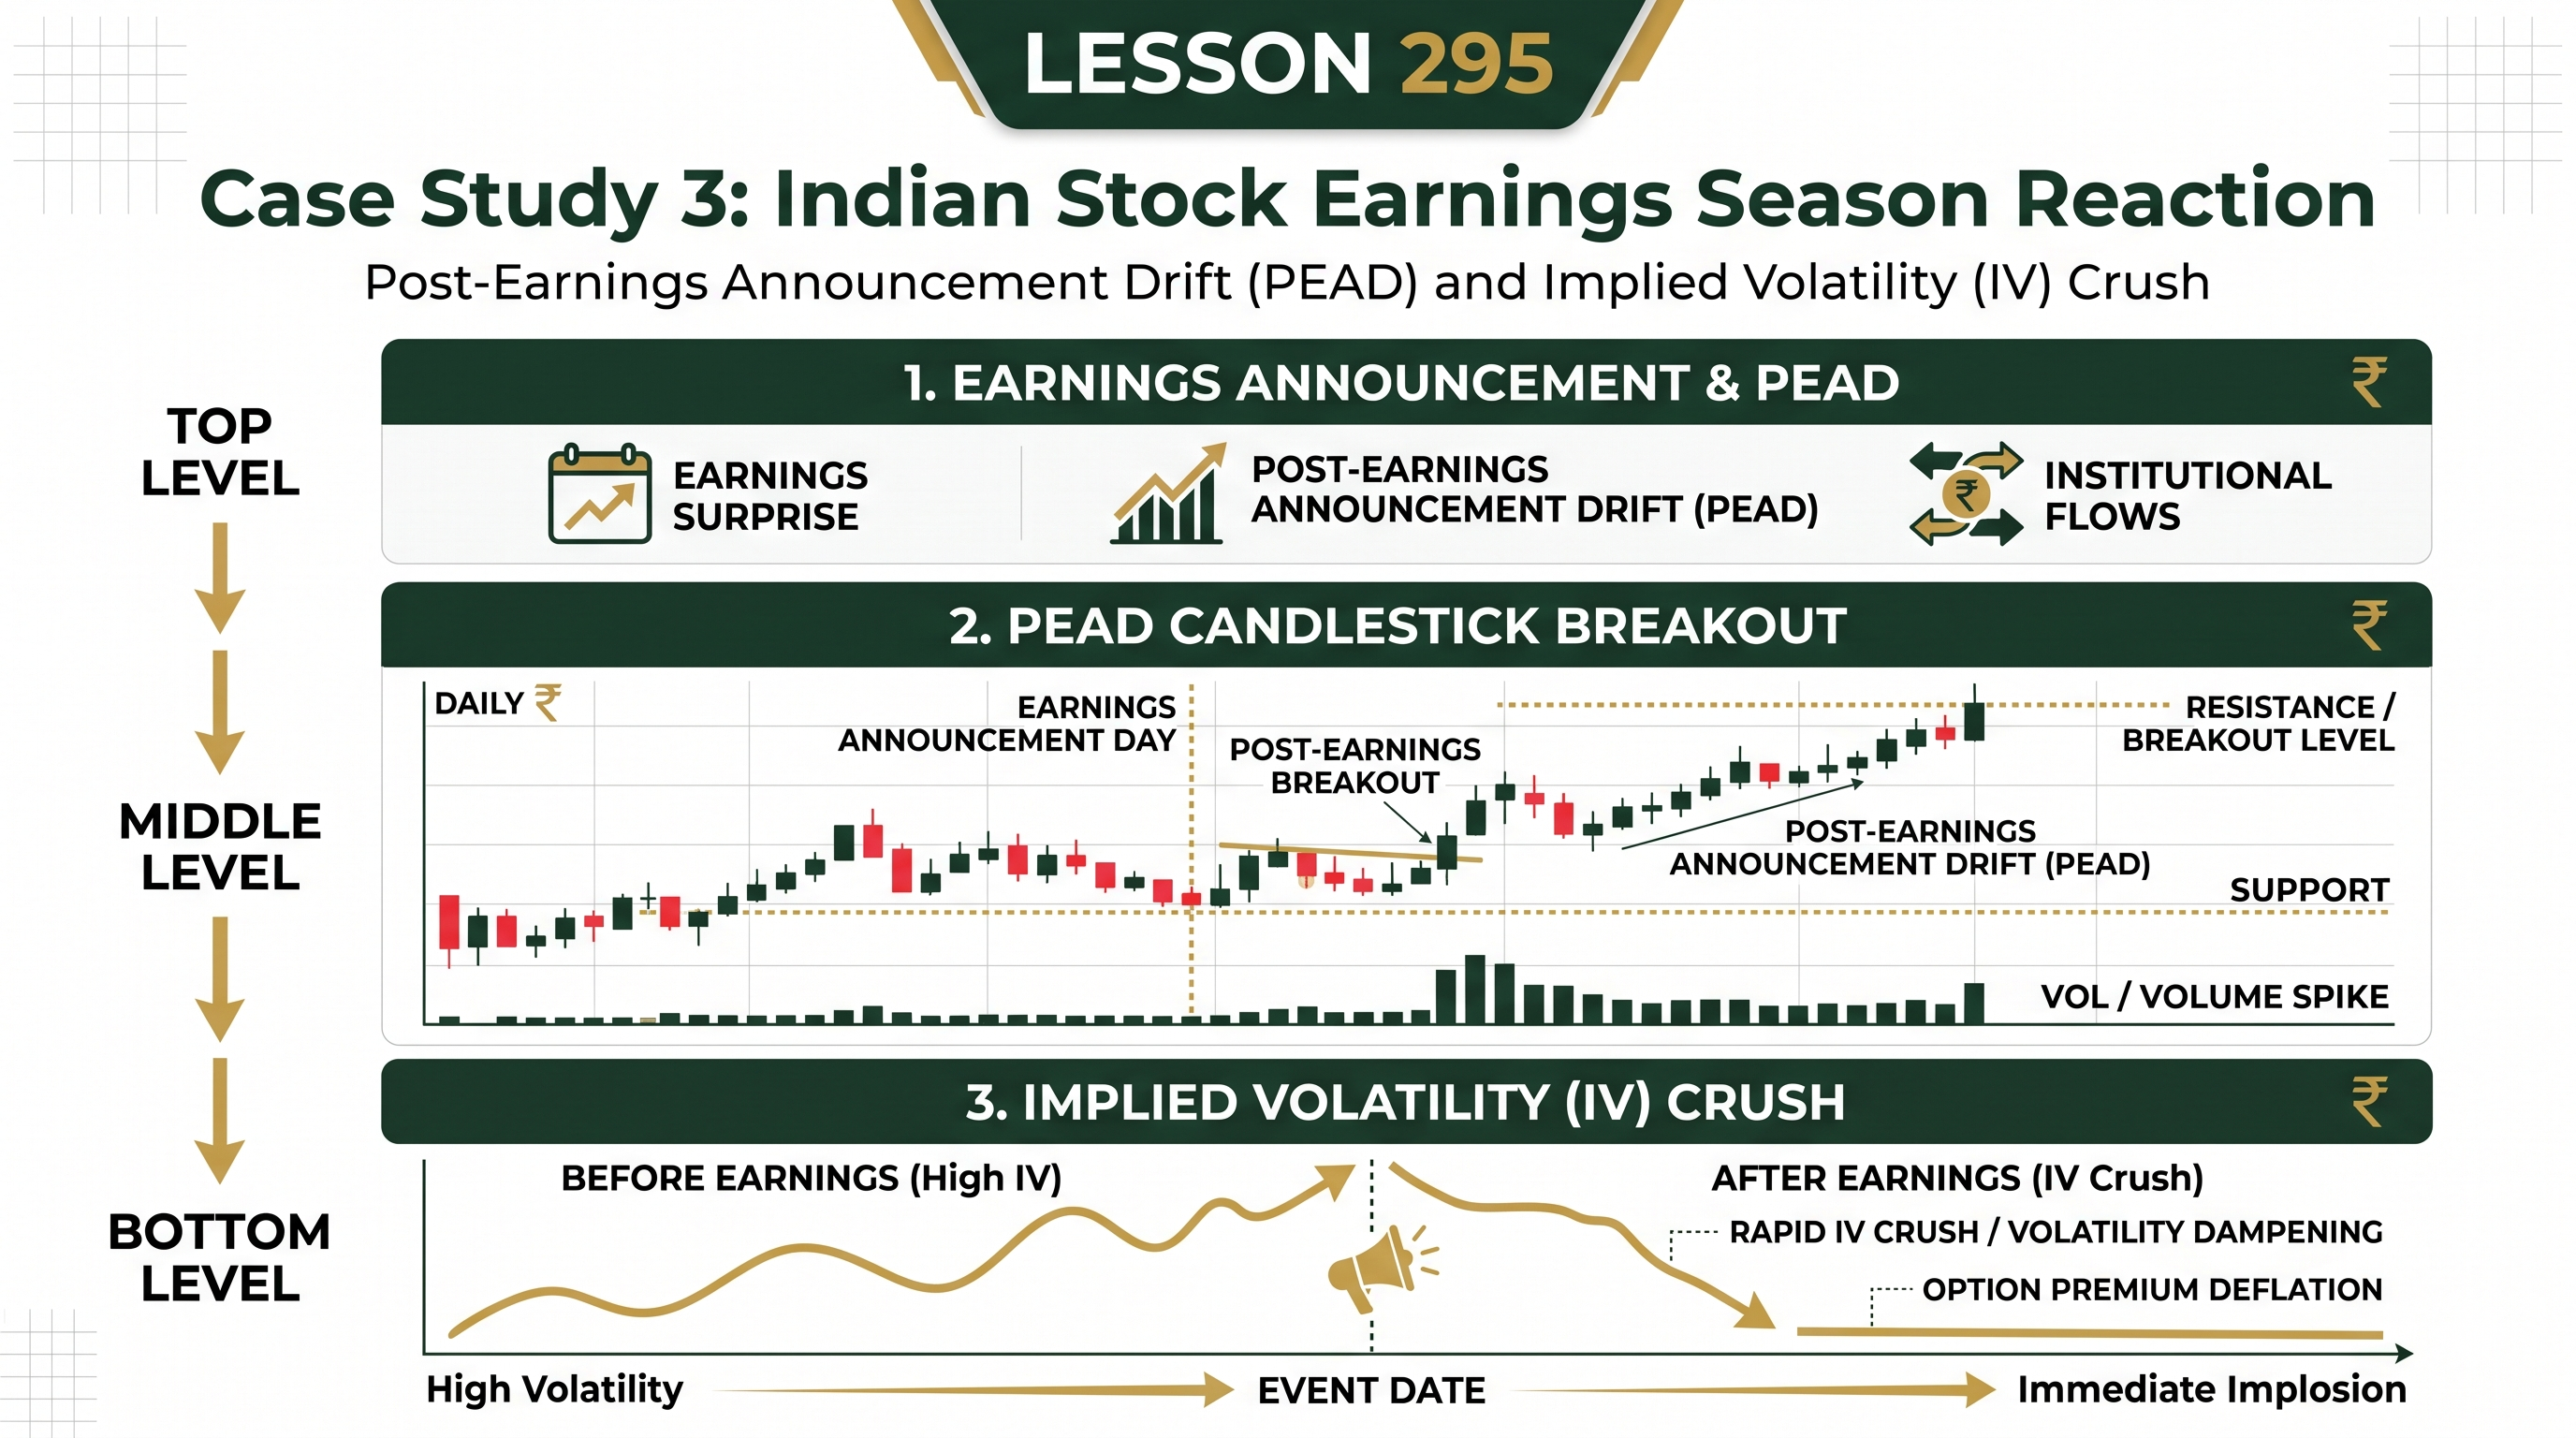 LESSON 295
Case Study 3: Indian Stock Earnings Season Reaction
Post-Earnings Announcement Drift (PEAD) and Implied Volatility (IV) Crush
TOP
LEVEL
1. EARNINGS ANNOUNCEMENT & PEAD ₹
EARNINGS
SURPRISE
POST-EARNINGS
ANNOUNCEMENT DRIFT (PEAD)
₹
INSTITUTIONAL
FLOWS
MIDDLE
LEVEL
2. PEAD CANDLESTICK BREAKOUT ₹
DAILY ₹
EARNINGS
ANNOUNCEMENT DAY
POST-EARNINGS
BREAKOUT
RESISTANCE /
BREAKOUT LEVEL
POST-EARNINGS
ANNOUNCEMENT DRIFT (PEAD)
SUPPORT
VOL / VOLUME SPIKE
BOTTOM
LEVEL
3. IMPLIED VOLATILITY (IV) CRUSH ₹
BEFORE EARNINGS (High IV)
AFTER EARNINGS (IV Crush)
RAPID IV CRUSH / VOLATILITY DAMPENING
OPTION PREMIUM DEFLATION
High Volatility
EVENT DATE
Immediate Implosion